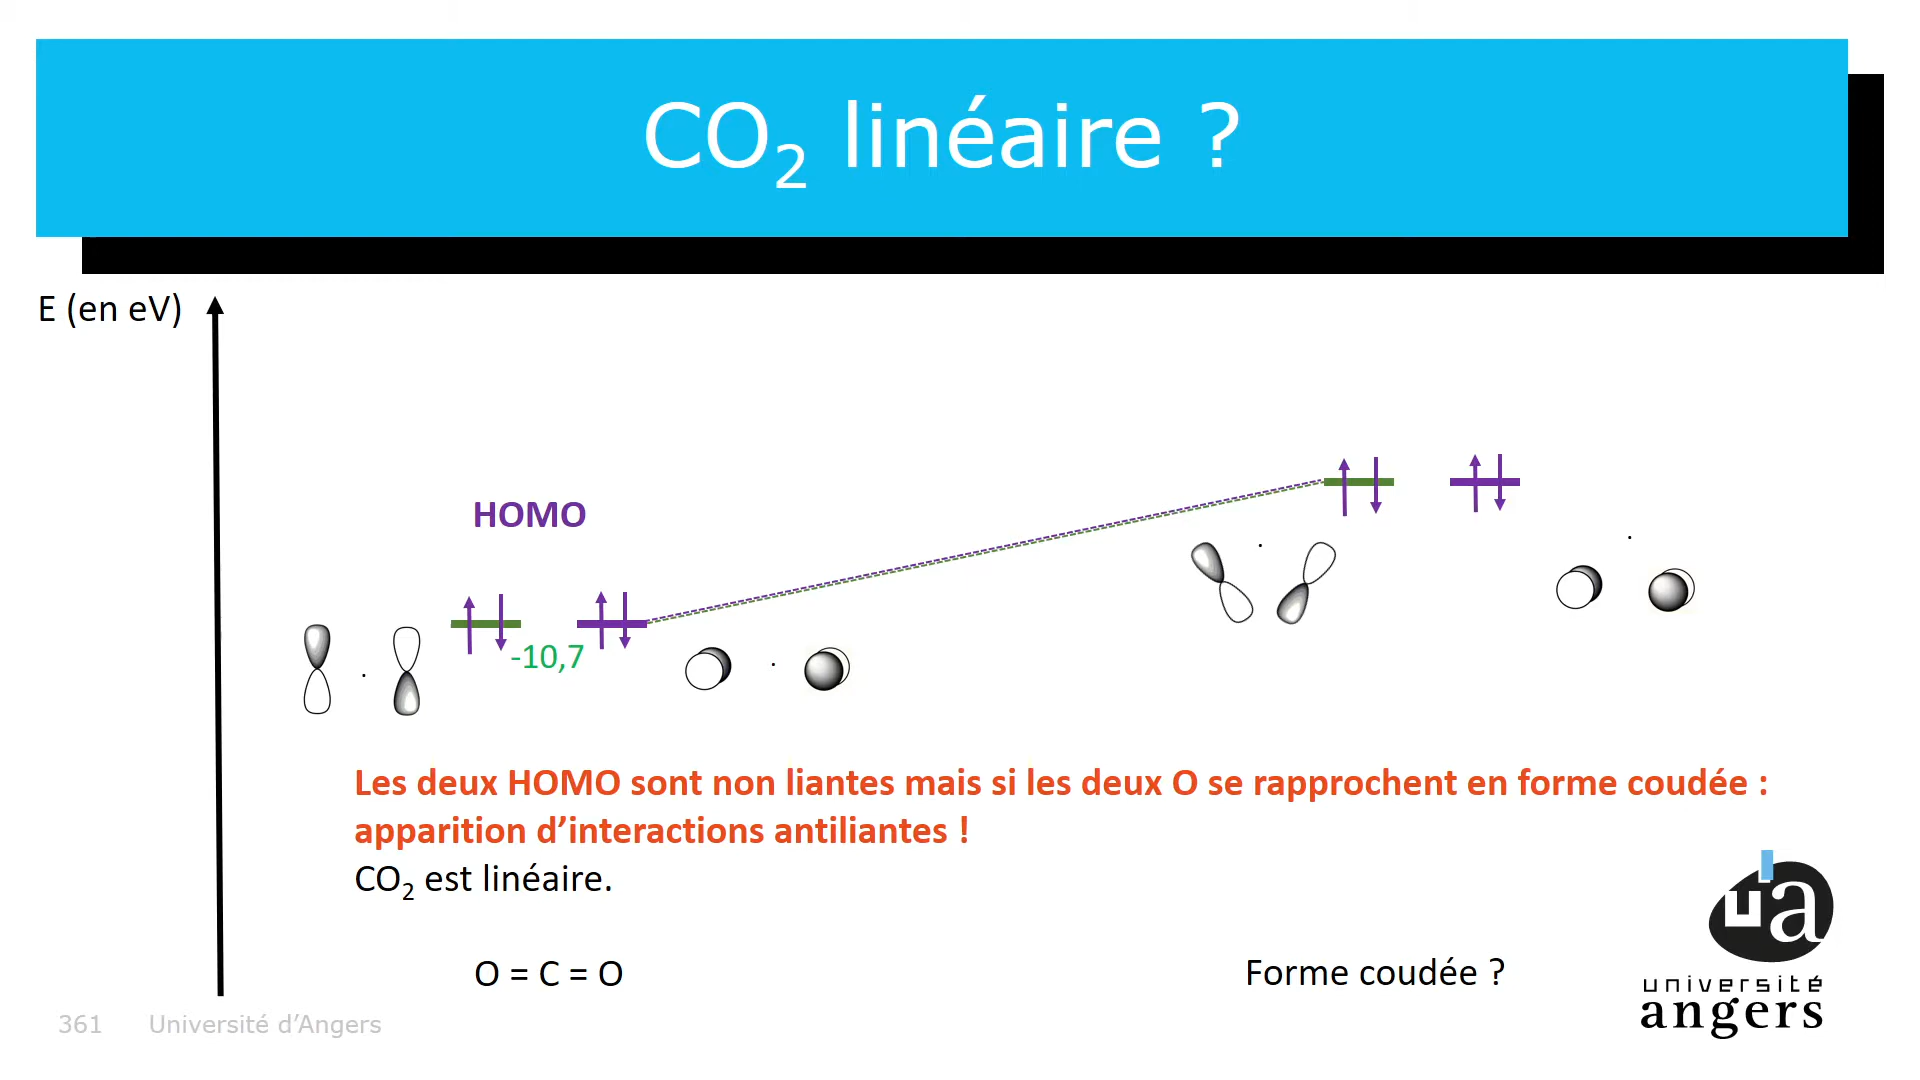 CO₂ linéaire ?
E (en eV)
HOMO
-10,7
Les deux HOMO sont non liantes mais si les deux O se rapprochent en forme coudée :
apparition d’interactions antiliantes !
CO₂ est linéaire.
O = C = O
Forme coudée ?
ua
université
angers
361 Université d’Angers